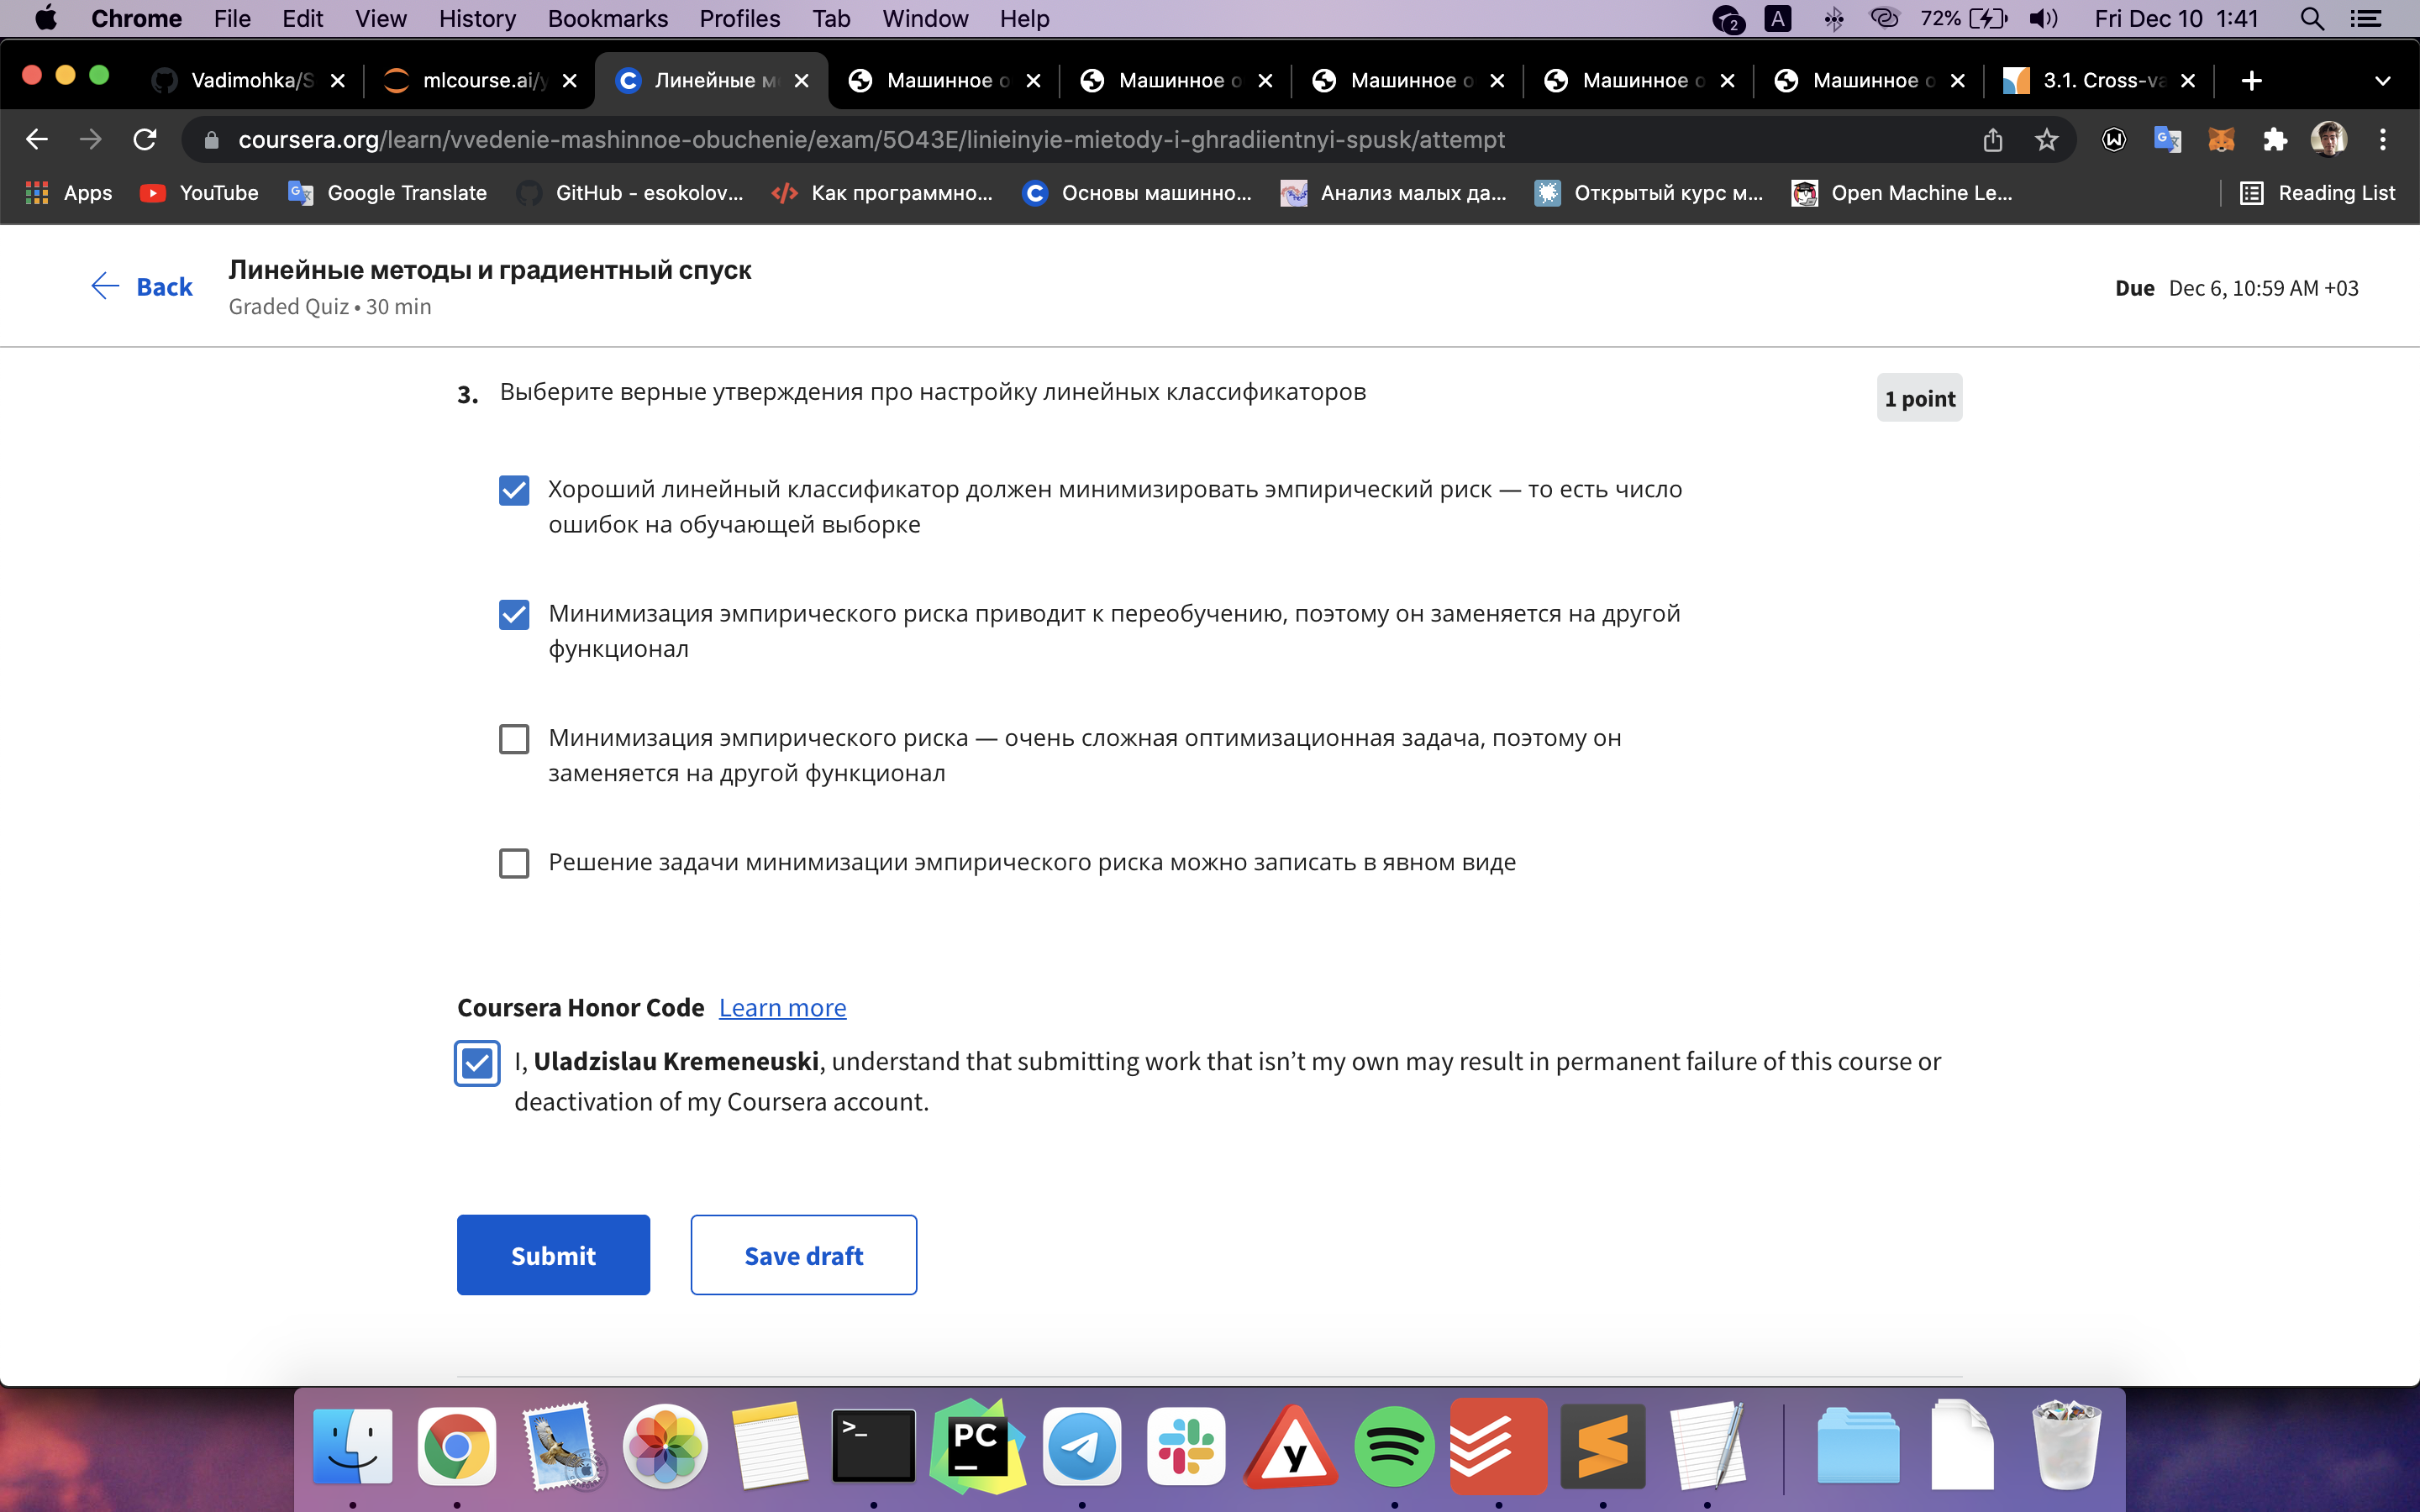 Chrome File Edit View History Bookmarks Profiles Tab Window Help 2 A 72% Fri Dec 10 1:41
Vadimohka/S mlcourse.ai/y Линейные м Машинное о Машинное о Машинное о Машинное о Машинное о 3.1. Cross-va
coursera.org/learn/vvedenie-mashinnoe-obuchenie/exam/5O43E/linieinyie-mietody-i-ghradiientnyi-spusk/attempt
Apps YouTube Google Translate GitHub - esokolov... Как программно... Основы машинно... Анализ малых да... Открытый курс м... Open Machine Le... Reading List
Back
Линейные методы и градиентный спуск
Graded Quiz • 30 min
Due Dec 6, 10:59 AM +03
3. Выберите верные утверждения про настройку линейных классификаторов
1 point
Хороший линейный классификатор должен минимизировать эмпирический риск — то есть число
ошибок на обучающей выборке
Минимизация эмпирического риска приводит к переобучению, поэтому он заменяется на другой
функционал
Минимизация эмпирического риска — очень сложная оптимизационная задача, поэтому он
заменяется на другой функционал
Решение задачи минимизации эмпирического риска можно записать в явном виде
Coursera Honor Code Learn more
I, Uladzislau Kremeneuski, understand that submitting work that isn’t my own may result in permanent failure of this course or
deactivation of my Coursera account.
Submit Save draft
>_ PC y